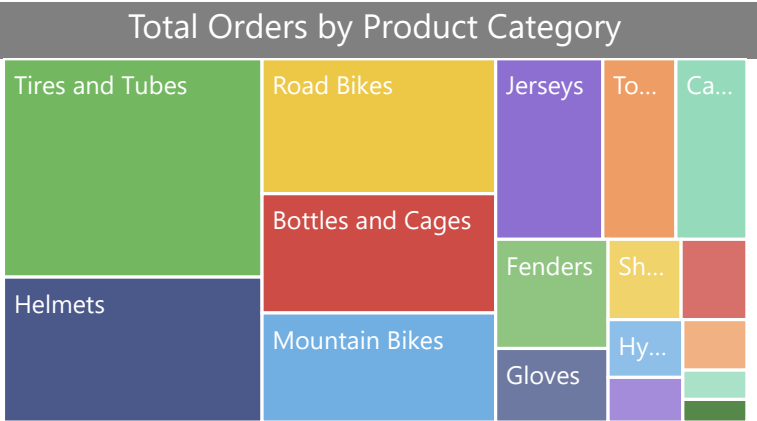 Total Orders by Product Category
Tires and Tubes
Road Bikes
Jerseys
To...
Ca...
Bottles and Cages
Fenders
Sh...
Helmets
Mountain Bikes
Hy...
Gloves